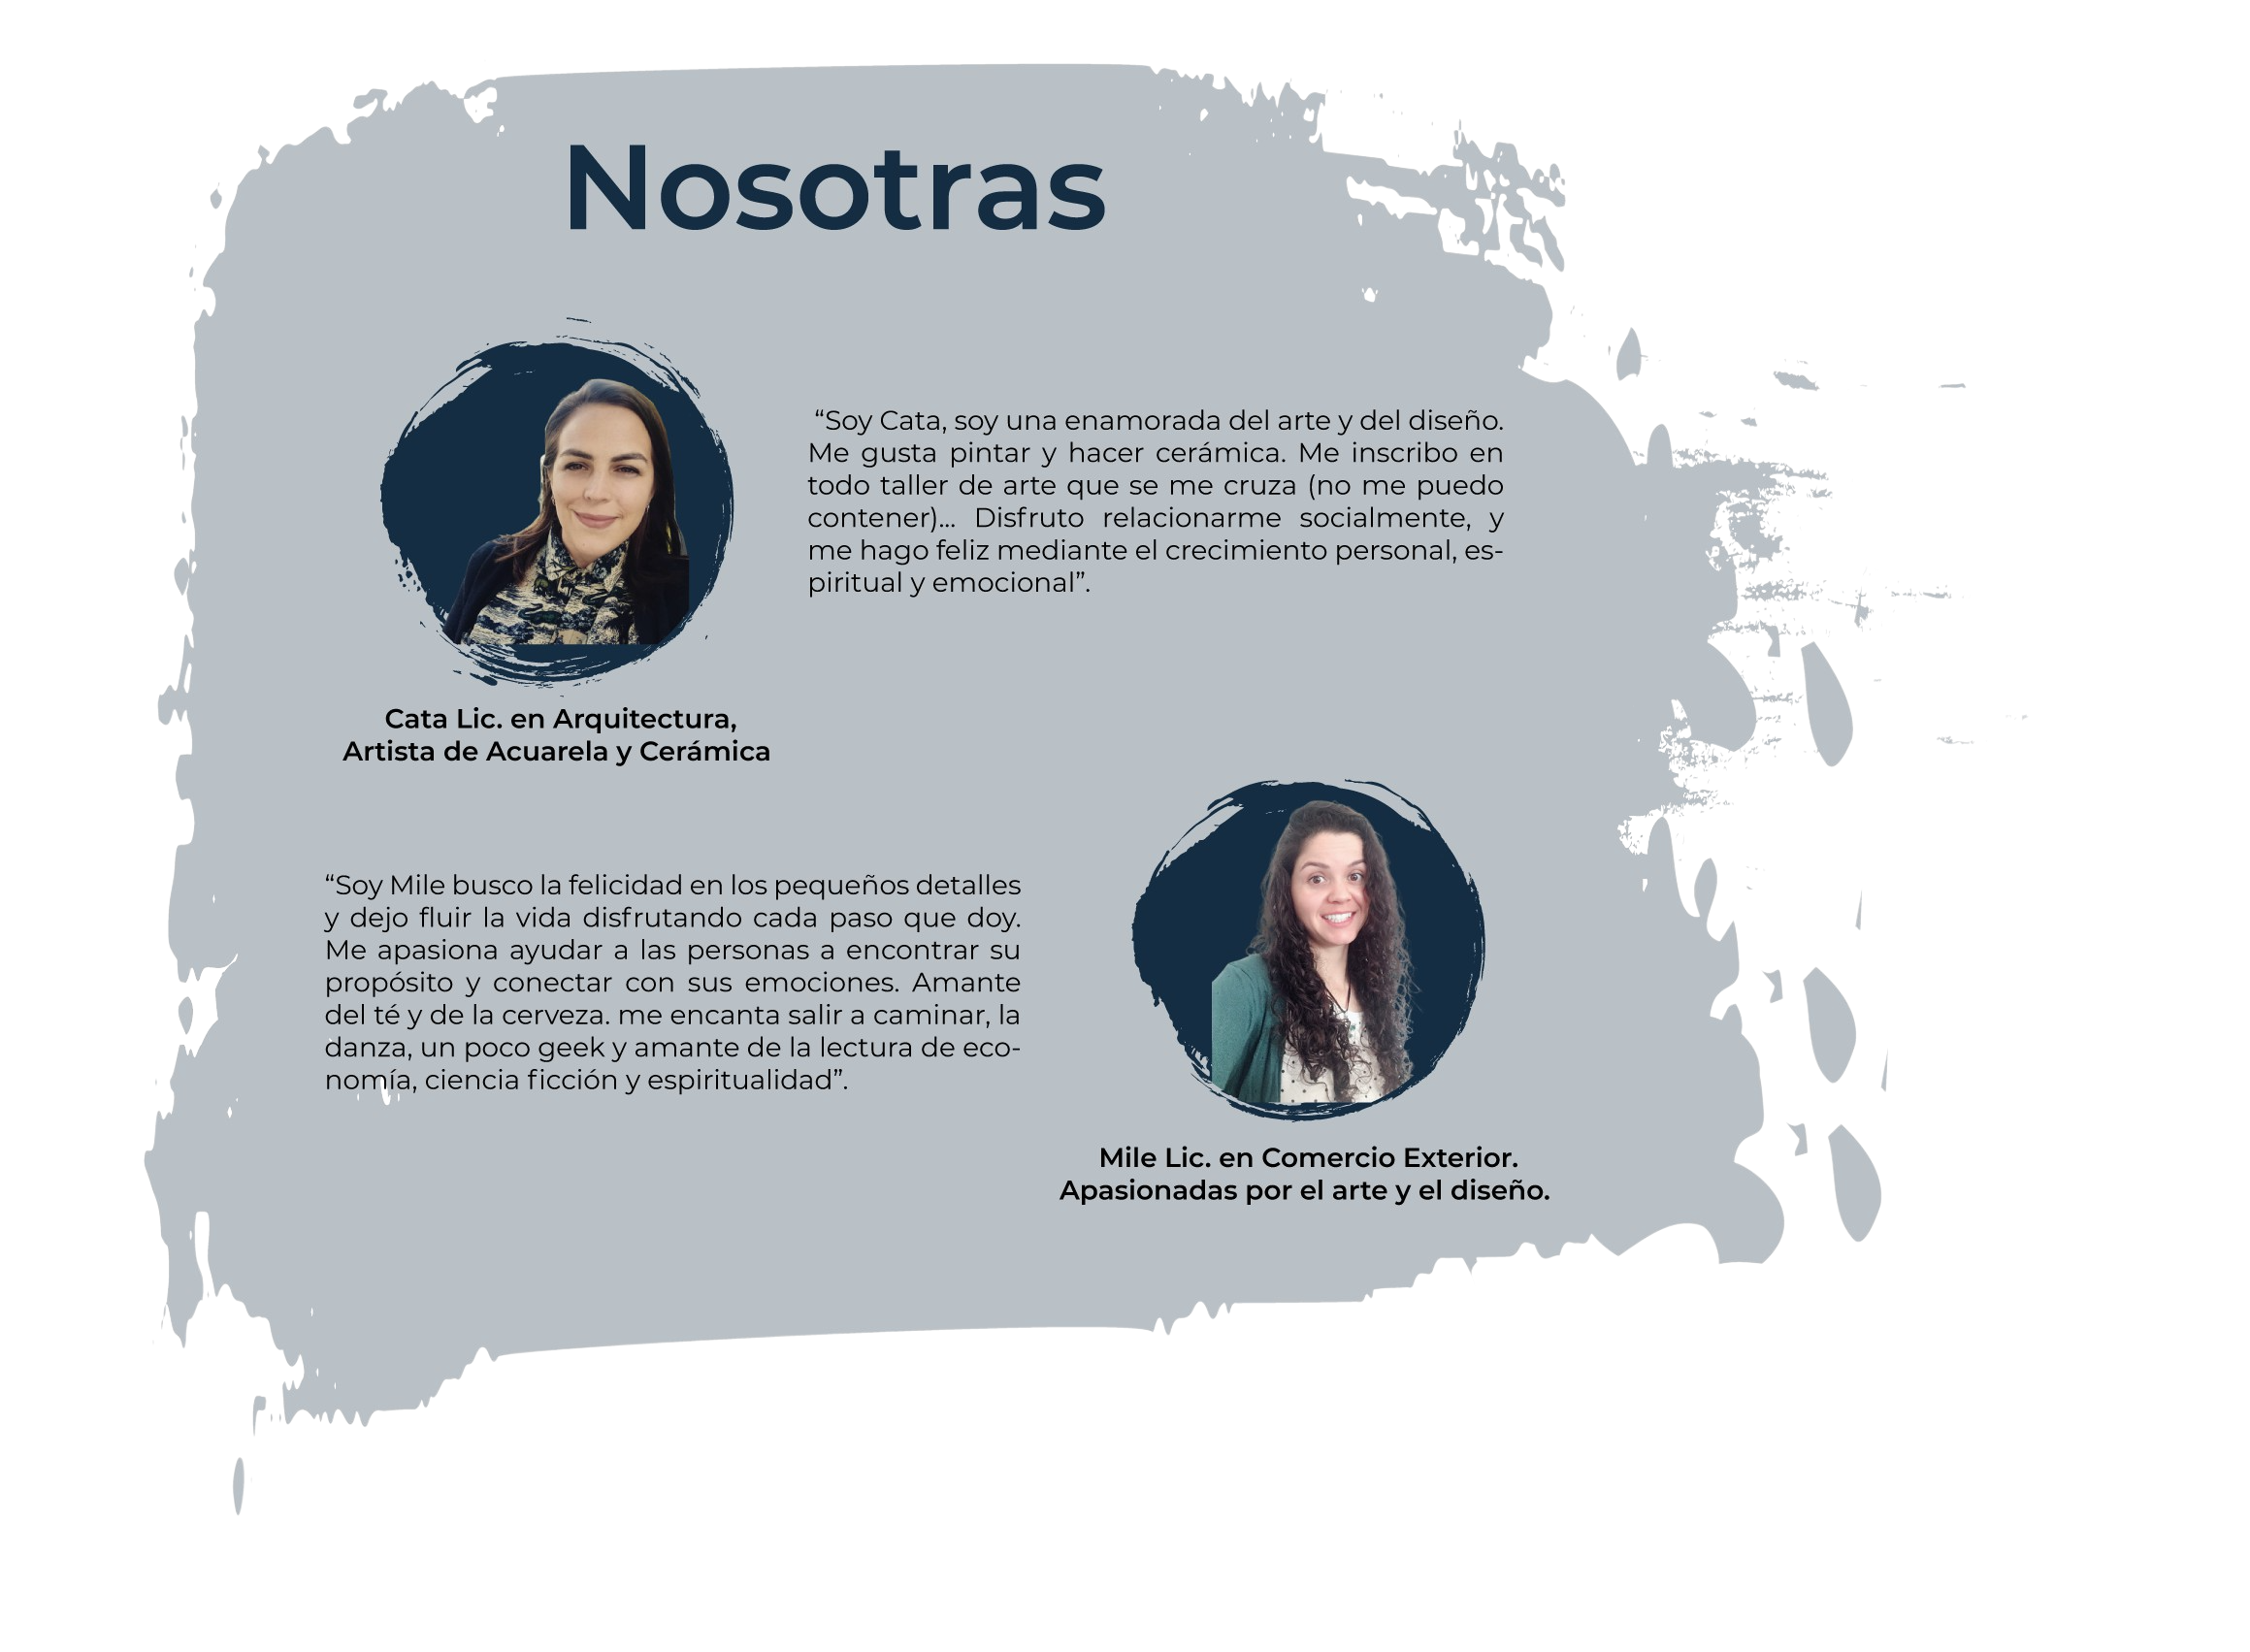 Nosotras
“Soy Cata, soy una enamorada del arte y del diseño.
Me gusta pintar y hacer cerámica. Me inscribo en
todo taller de arte que se me cruza (no me puedo
contener)... Disfruto relacionarme socialmente, y
me hago feliz mediante el crecimiento personal, es-
piritual y emocional”.
Cata Lic. en Arquitectura,
Artista de Acuarela y Cerámica
“Soy Mile busco la felicidad en los pequeños detalles
y dejo fluir la vida disfrutando cada paso que doy.
Me apasiona ayudar a las personas a encontrar su
propósito y conectar con sus emociones. Amante
del té y de la cerveza. me encanta salir a caminar, la
danza, un poco geek y amante de la lectura de eco-
nomía, ciencia ficción y espiritualidad”.
Mile Lic. en Comercio Exterior.
Apasionadas por el arte y el diseño.